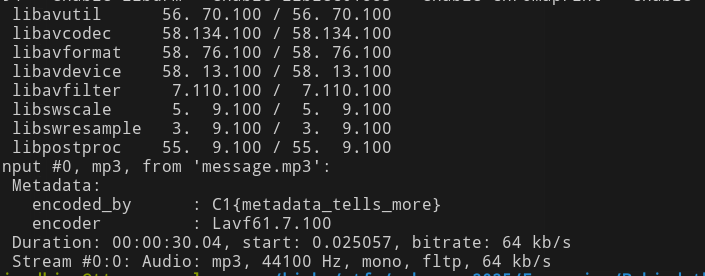 libavutil      56. 70.100 / 56. 70.100
libavcodec     58.134.100 / 58.134.100
libavformat    58. 76.100 / 58. 76.100
libavdevice    58. 13.100 / 58. 13.100
libavfilter     7.110.100 /  7.110.100
libswscale      5.  9.100 /  5.  9.100
libswresample   3.  9.100 /  3.  9.100
libpostproc    55.  9.100 / 55.  9.100
nput #0, mp3, from 'message.mp3':
Metadata:
encoded_by      : C1{metadata_tells_more}
encoder         : Lavf61.7.100
Duration: 00:00:30.04, start: 0.025057, bitrate: 64 kb/s
Stream #0:0: Audio: mp3, 44100 Hz, mono, fltp, 64 kb/s